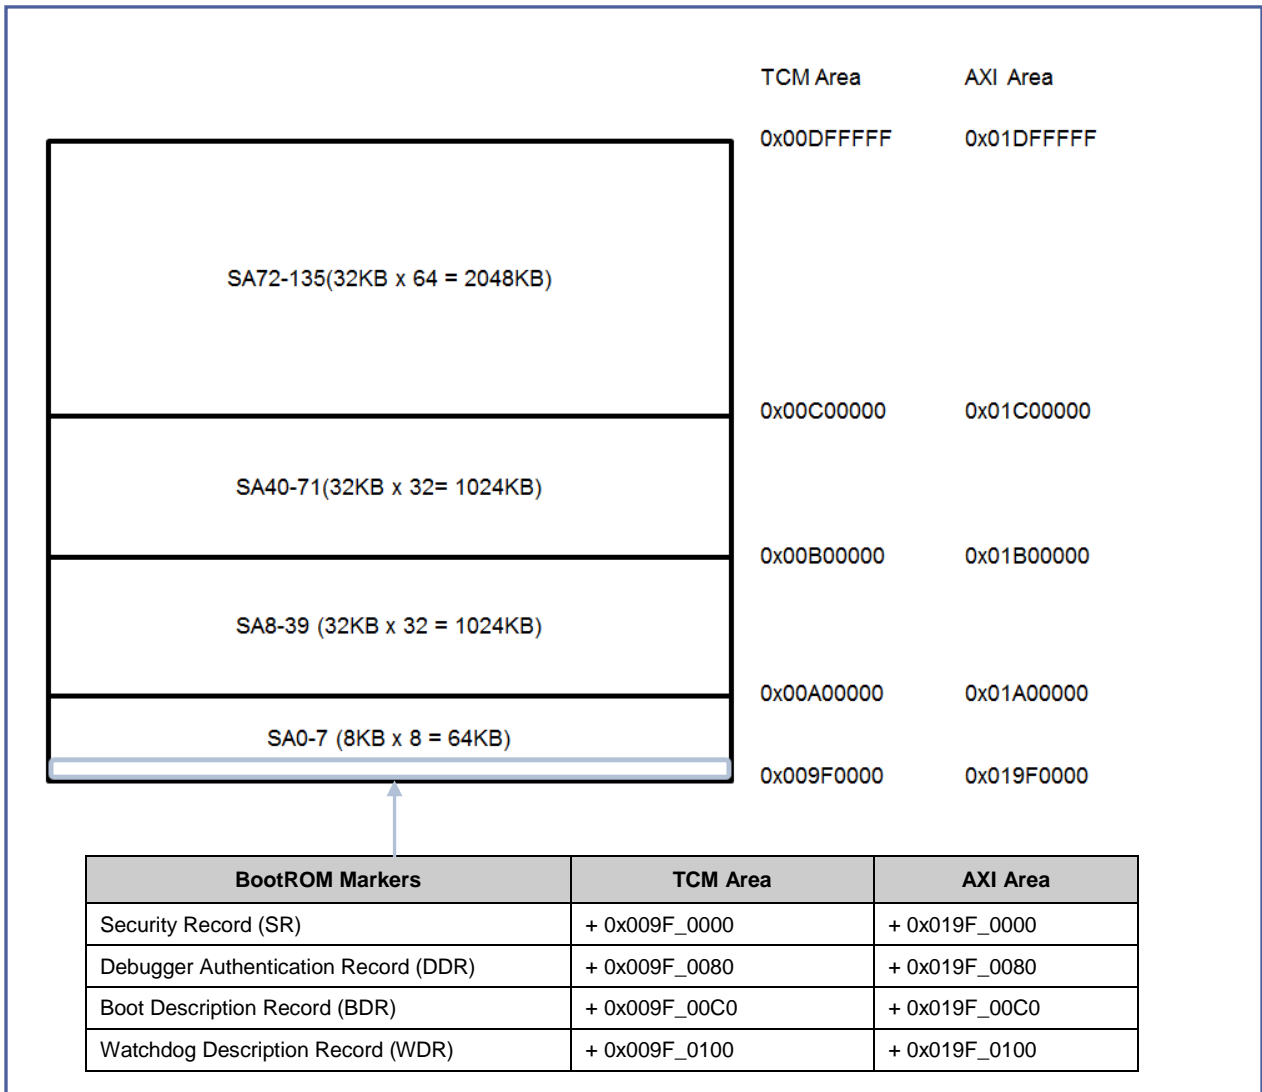 TCM Area AXI Area
0x00DFFFFF 0x01DFFFFF
SA72-135(32KB x 64 = 2048KB)
0x00C00000 0x01C00000
SA40-71(32KB x 32= 1024KB)
0x00B00000 0x01B00000
SA8-39 (32KB x 32 = 1024KB)
0x00A00000 0x01A00000
SA0-7 (8KB x 8 = 64KB)
0x009F0000 0x019F0000
BootROM Markers TCM Area AXI Area
Security Record (SR) + 0x009F_0000 + 0x019F_0000
Debugger Authentication Record (DDR) + 0x009F_0080 + 0x019F_0080
Boot Description Record (BDR) + 0x009F_00C0 + 0x019F_00C0
Watchdog Description Record (WDR) + 0x009F_0100 + 0x019F_0100